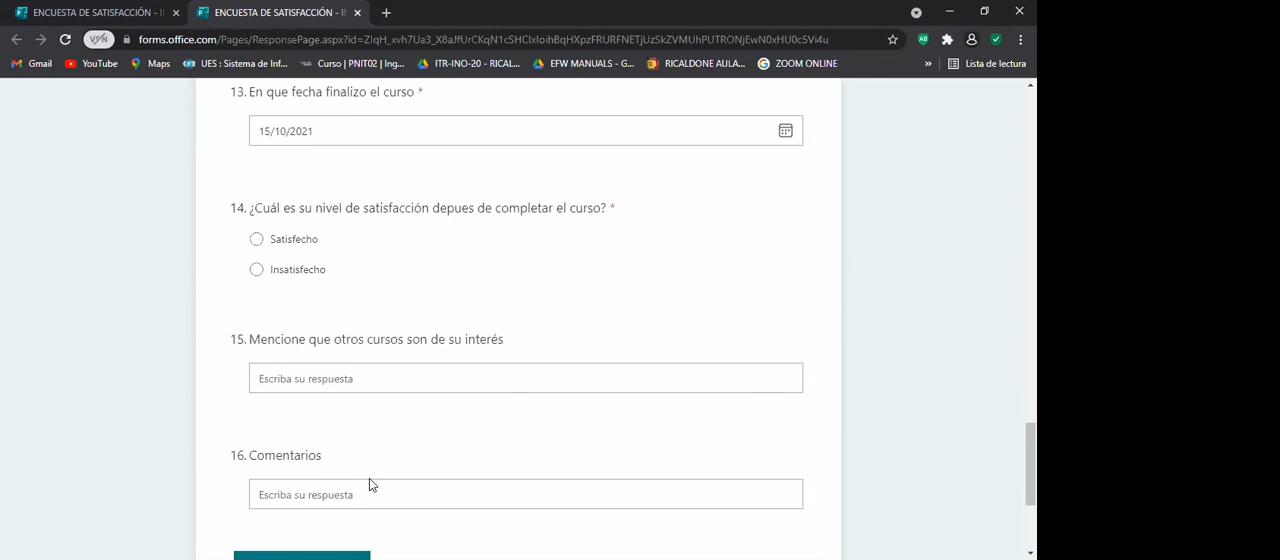 ENCUESTA DE SATISFACCIÓN - I
ENCUESTA DE SATISFACCIÓN - I
VPN
forms.office.com/Pages/ResponsePage.aspx?id=ZIqH_xvh7Ua3_X8aJfUrCKqN1cSHClxIoihBqHXpzFRURFNETjUzSkZVMUhPUTRONjEwN0xHU0c5Vi4u
Gmail
YouTube
Maps
UES : Sistema de Inf...
Curso | PNIT02 | Ing...
ITR-INO-20 - RICAL...
EFW MANUALS - G...
RICALDONE AULA...
ZOOM ONLINE
»
Lista de lectura
13. En que fecha finalizo el curso *
15/10/2021
14. ¿Cuál es su nivel de satisfacción depues de completar el curso? *
Satisfecho
Insatisfecho
15. Mencione que otros cursos son de su interés
Escriba su respuesta
16. Comentarios
Escriba su respuesta